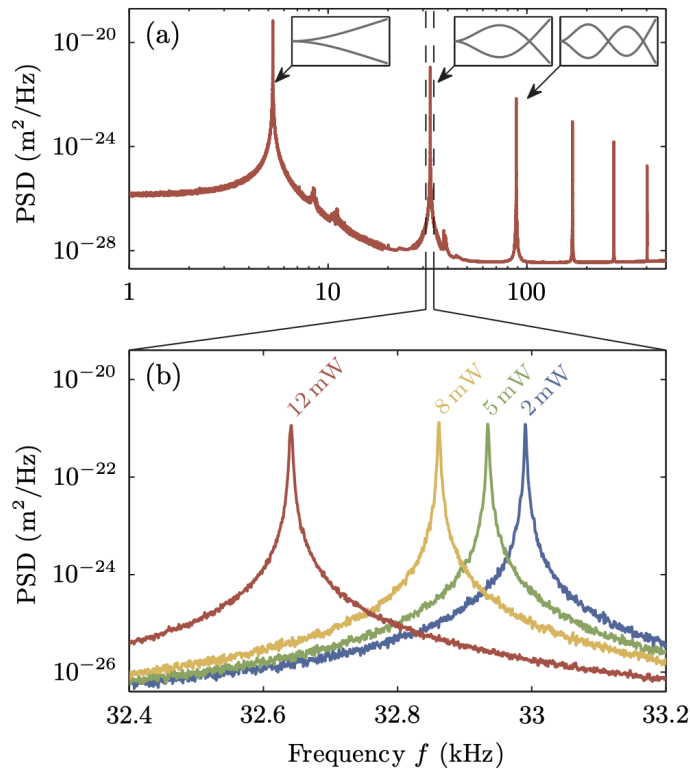 (a)
PSD (m²/Hz)
10⁻²⁰
10⁻²⁴
10⁻²⁸
1 10 100
(b)
12 mW 8 mW 5 mW 2 mW
PSD (m²/Hz)
10⁻²⁰
10⁻²²
10⁻²⁴
10⁻²⁶
32.4 32.6 32.8 33 33.2
Frequency f (kHz)